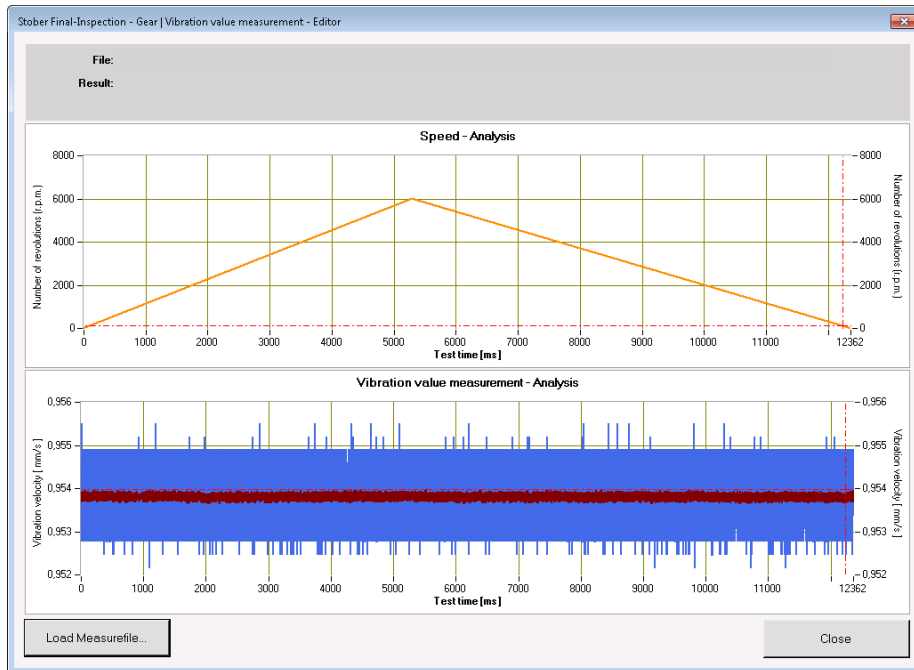 Stober Final-Inspection - Gear | Vibration value measurement - Editor
File:
Result:
Speed - Analysis
Number of revolutions [r.p.m.]
8000
6000
4000
2000
0
8000
6000
4000
2000
0
Number of revolutions [r.p.m.]
0 1000 2000 3000 4000 5000 6000 7000 8000 9000 10000 11000 12362
Test time [ms]
Vibration value measurement - Analysis
Vibration velocity [ mm/s ]
0,956
0,955
0,954
0,953
0,952
0,956
0,955
0,954
0,953
0,952
Vibration velocity [ mm/s ]
0 1000 2000 3000 4000 5000 6000 7000 8000 9000 10000 11000 12362
Test time [ms]
Load Measurefile...
Close